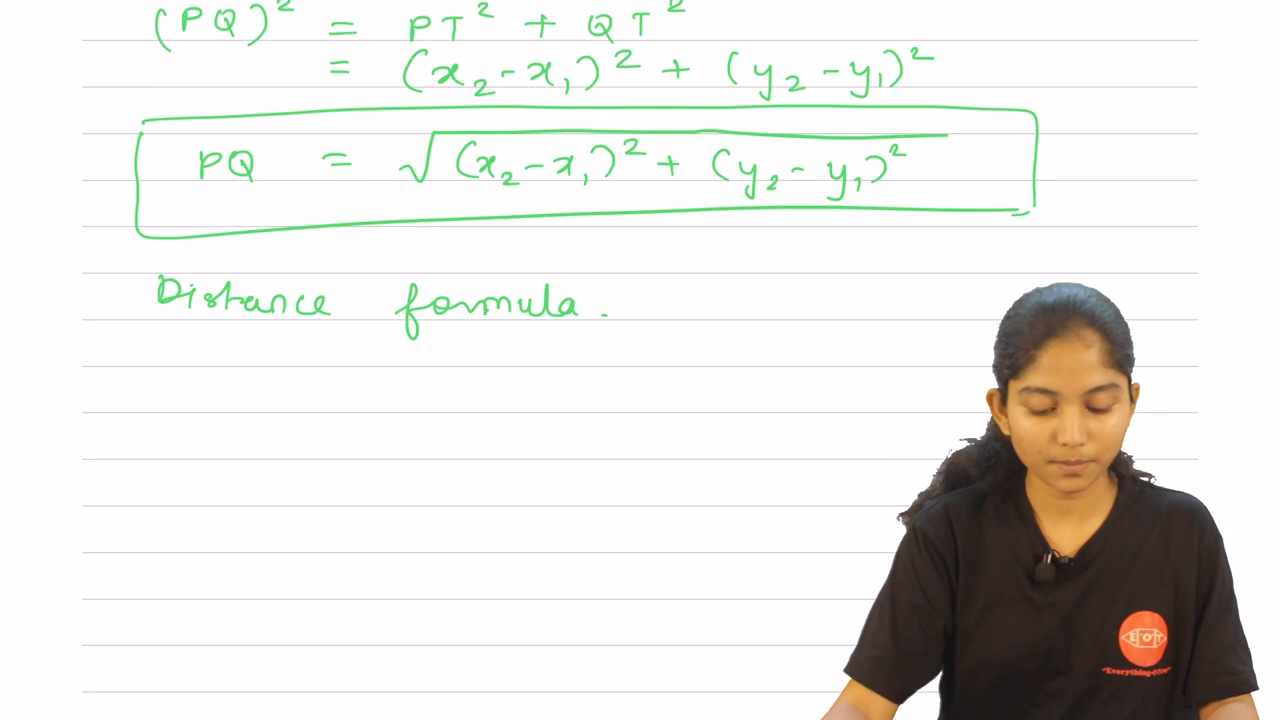 (PQ)² = PT² + QT²
= (x₂-x₁)² + (y₂-y₁)²
PQ = √(x₂-x₁)² + (y₂-y₁)²
Distance formula.
EOT